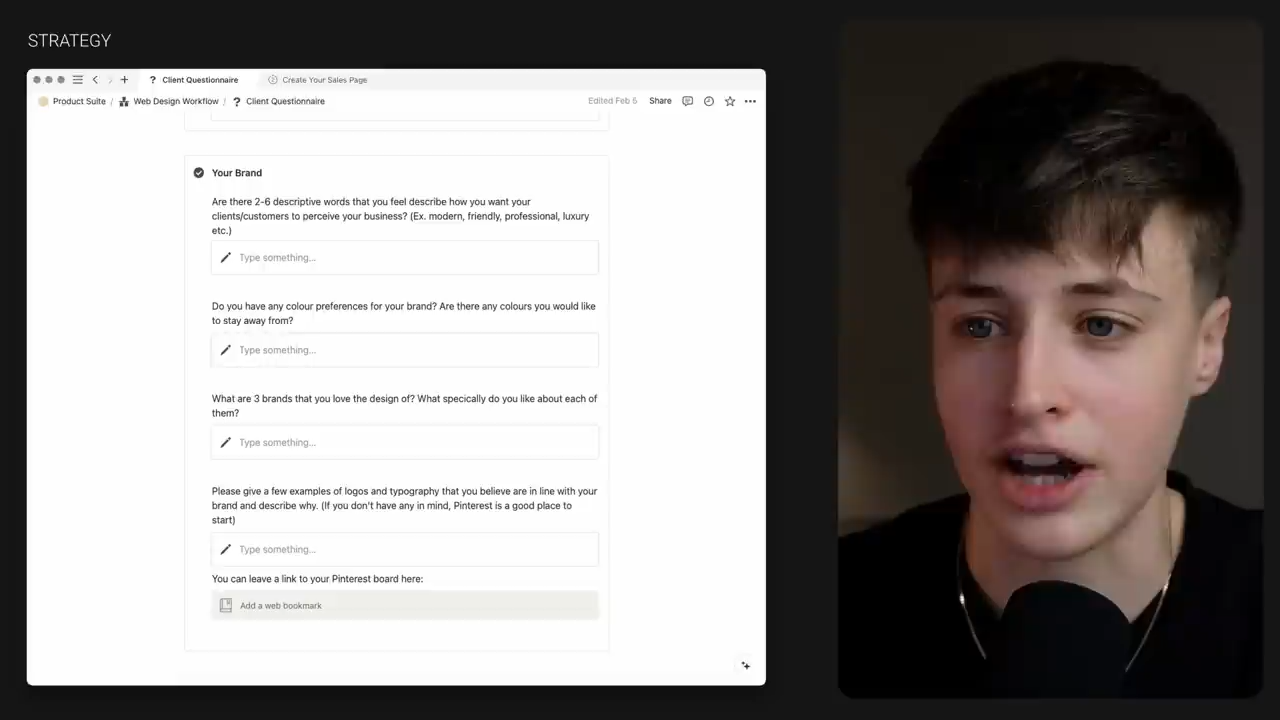 STRATEGY
Client Questionnaire
Create Your Sales Page
Product Suite / Web Design Workflow / Client Questionnaire
Edited Feb 5 Share
Your Brand
Are there 2-6 descriptive words that you feel describe how you want your
clients/customers to perceive your business? (Ex. modern, friendly, professional, luxury
etc.)
Type something...
Do you have any colour preferences for your brand? Are there any colours you would like
to stay away from?
Type something...
What are 3 brands that you love the design of? What specically do you like about each of
them?
Type something...
Please give a few examples of logos and typography that you believe are in line with your
brand and describe why. (If you don't have any in mind, Pinterest is a good place to
start)
Type something...
You can leave a link to your Pinterest board here:
Add a web bookmark